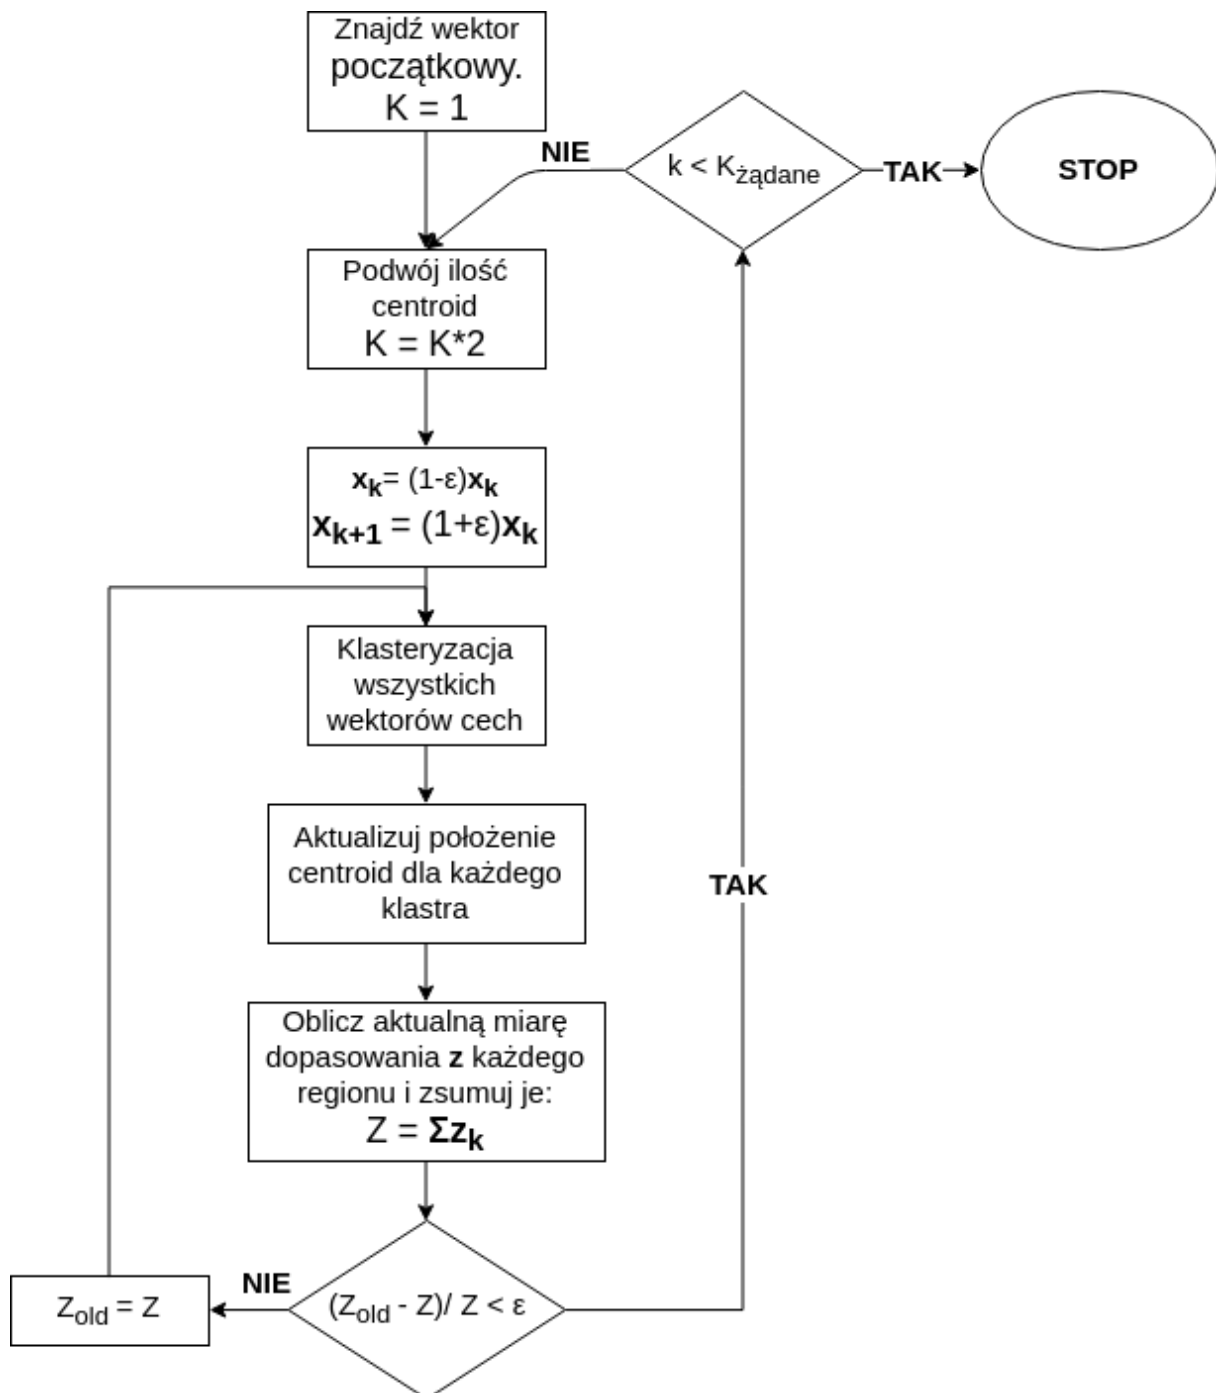 Znajdź wektor
początkowy.
K = 1
NIE
k < Kżądane
TAK
STOP
Podwój ilość
centroid
K = K*2
xk= (1-ε)xk
xk+1 = (1+ε)xk
Klasteryzacja
wszystkich
wektorów cech
Aktualizuj położenie
centroid dla każdego
klastra
TAK
Oblicz aktualną miarę
dopasowania z każdego
regionu i zsumuj je:
Z = Σzk
NIE
Zold = Z
(Zold - Z)/ Z < ε